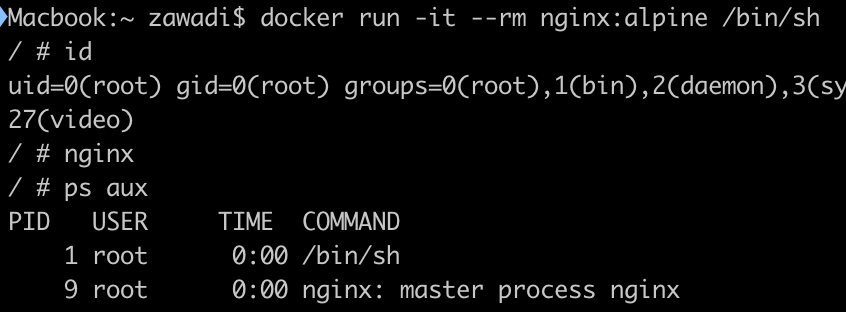 Macbook:~ zawadi$ docker run -it --rm nginx:alpine /bin/sh
/ # id
uid=0(root) gid=0(root) groups=0(root),1(bin),2(daemon),3(sy
27(video)
/ # nginx
/ # ps aux
PID   USER     TIME  COMMAND
    1 root      0:00 /bin/sh
    9 root      0:00 nginx: master process nginx